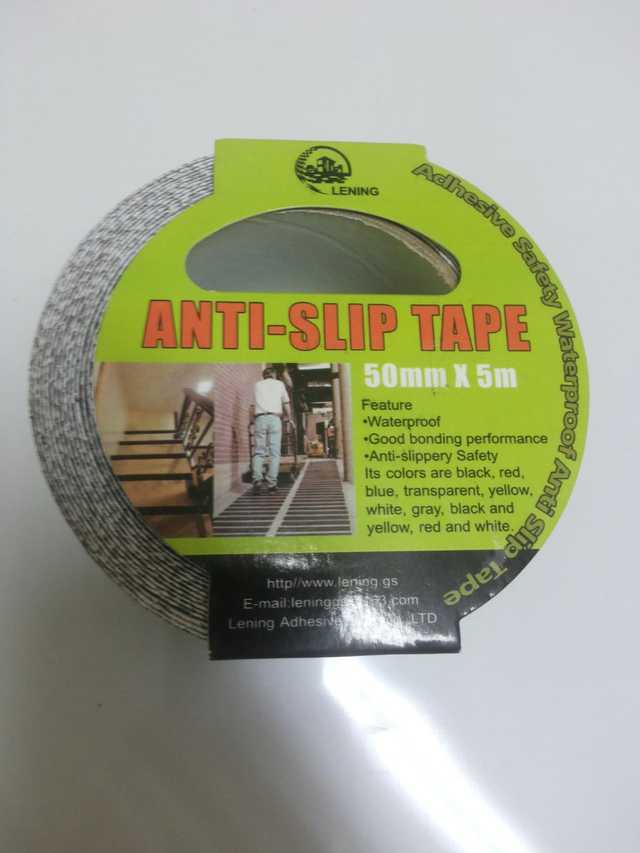 LENING
Adhesive Safety Waterproof Anti Slip Tape
ANTI-SLIP TAPE
50mm X 5m
Feature
•Waterproof
•Good bonding performance
•Anti-slippery Safety
Its colors are black, red,
blue, transparent, yellow,
white, gray, black and
yellow, red and white.
http//www.lening.gs
E-mail:
Lening Adhesive LTD